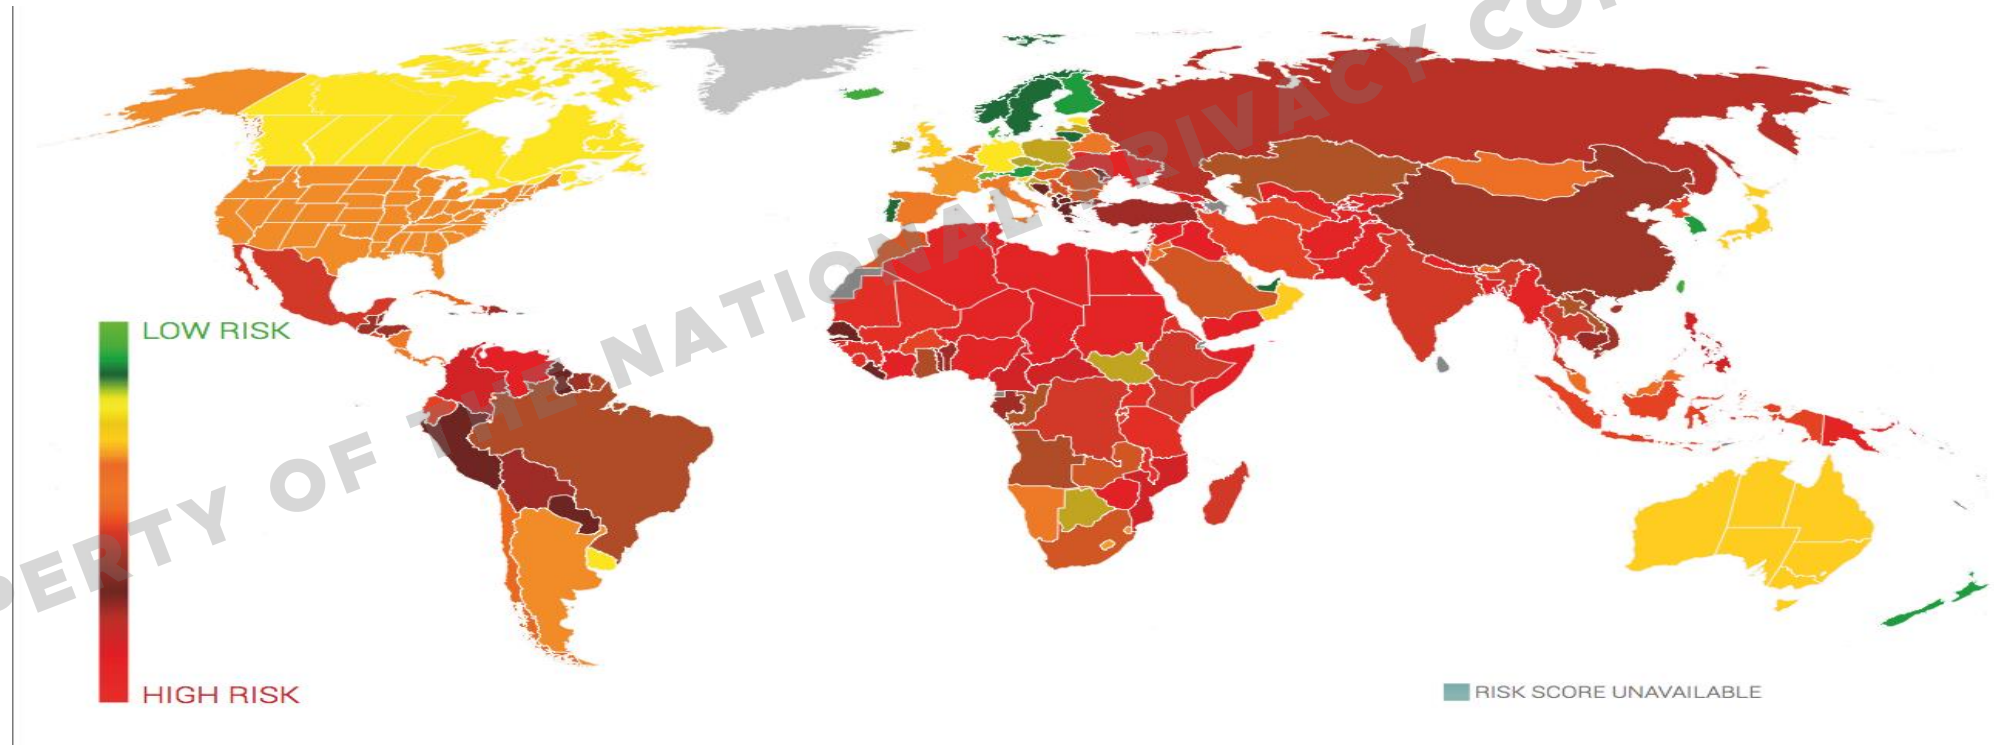 PERTY OF THE NATIONAL PRIVACY CO
LOW RISK
HIGH RISK
RISK SCORE UNAVAILABLE